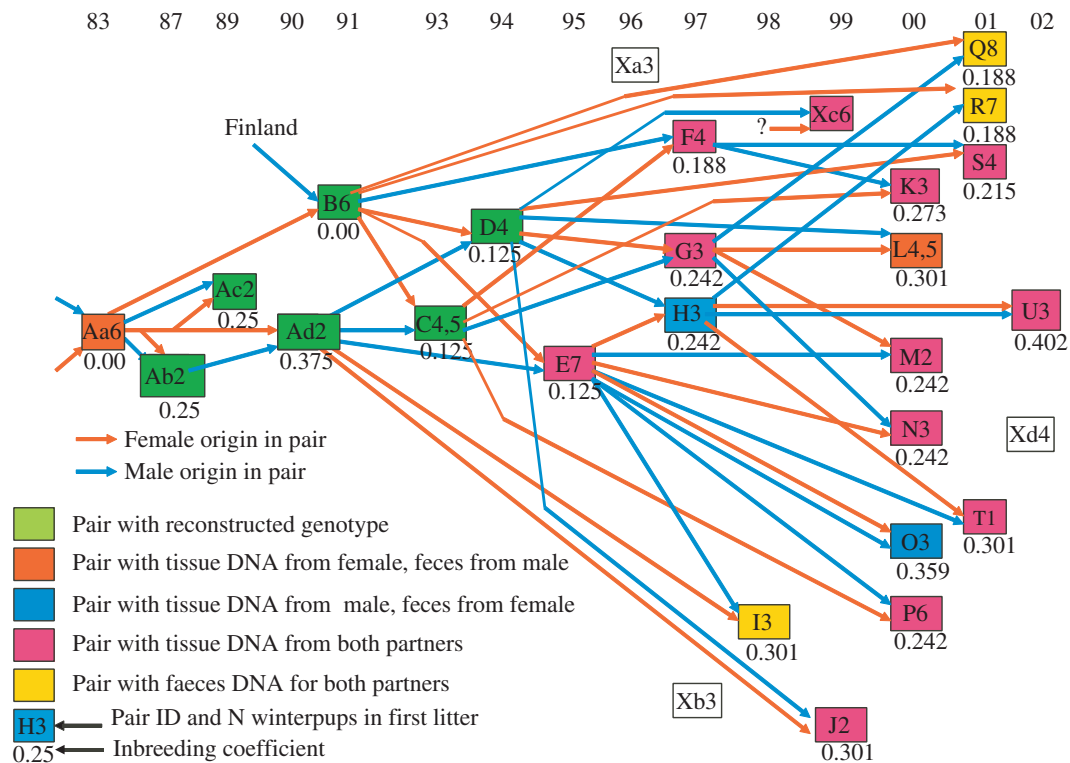 83 87 89 90 91 93 94 95 96 97 98 99 00 01 02
Q8
0.188
Xa3
R7
0.188
Xc6
?
Finland
F4
0.188
S4
0.215
K3
0.273
B6
0.00
D4
0.125
G3
0.242
L4,5
0.301
Ac2
0.25
Aa6
0.00
Ad2
0.375
C4,5
0.125
H3
0.242
U3
0.402
Ab2
0.25
E7
0.125
M2
0.242
N3
0.242
Xd4
Female origin in pair
Male origin in pair
T1
0.301
O3
0.359
P6
0.242
I3
0.301
Xb3
J2
0.301
Pair with reconstructed genotype
Pair with tissue DNA from female, feces from male
Pair with tissue DNA from male, feces from female
Pair with tissue DNA from both partners
Pair with faeces DNA for both partners
H3 Pair ID and N winterpups in first litter
0.25 Inbreeding coefficient